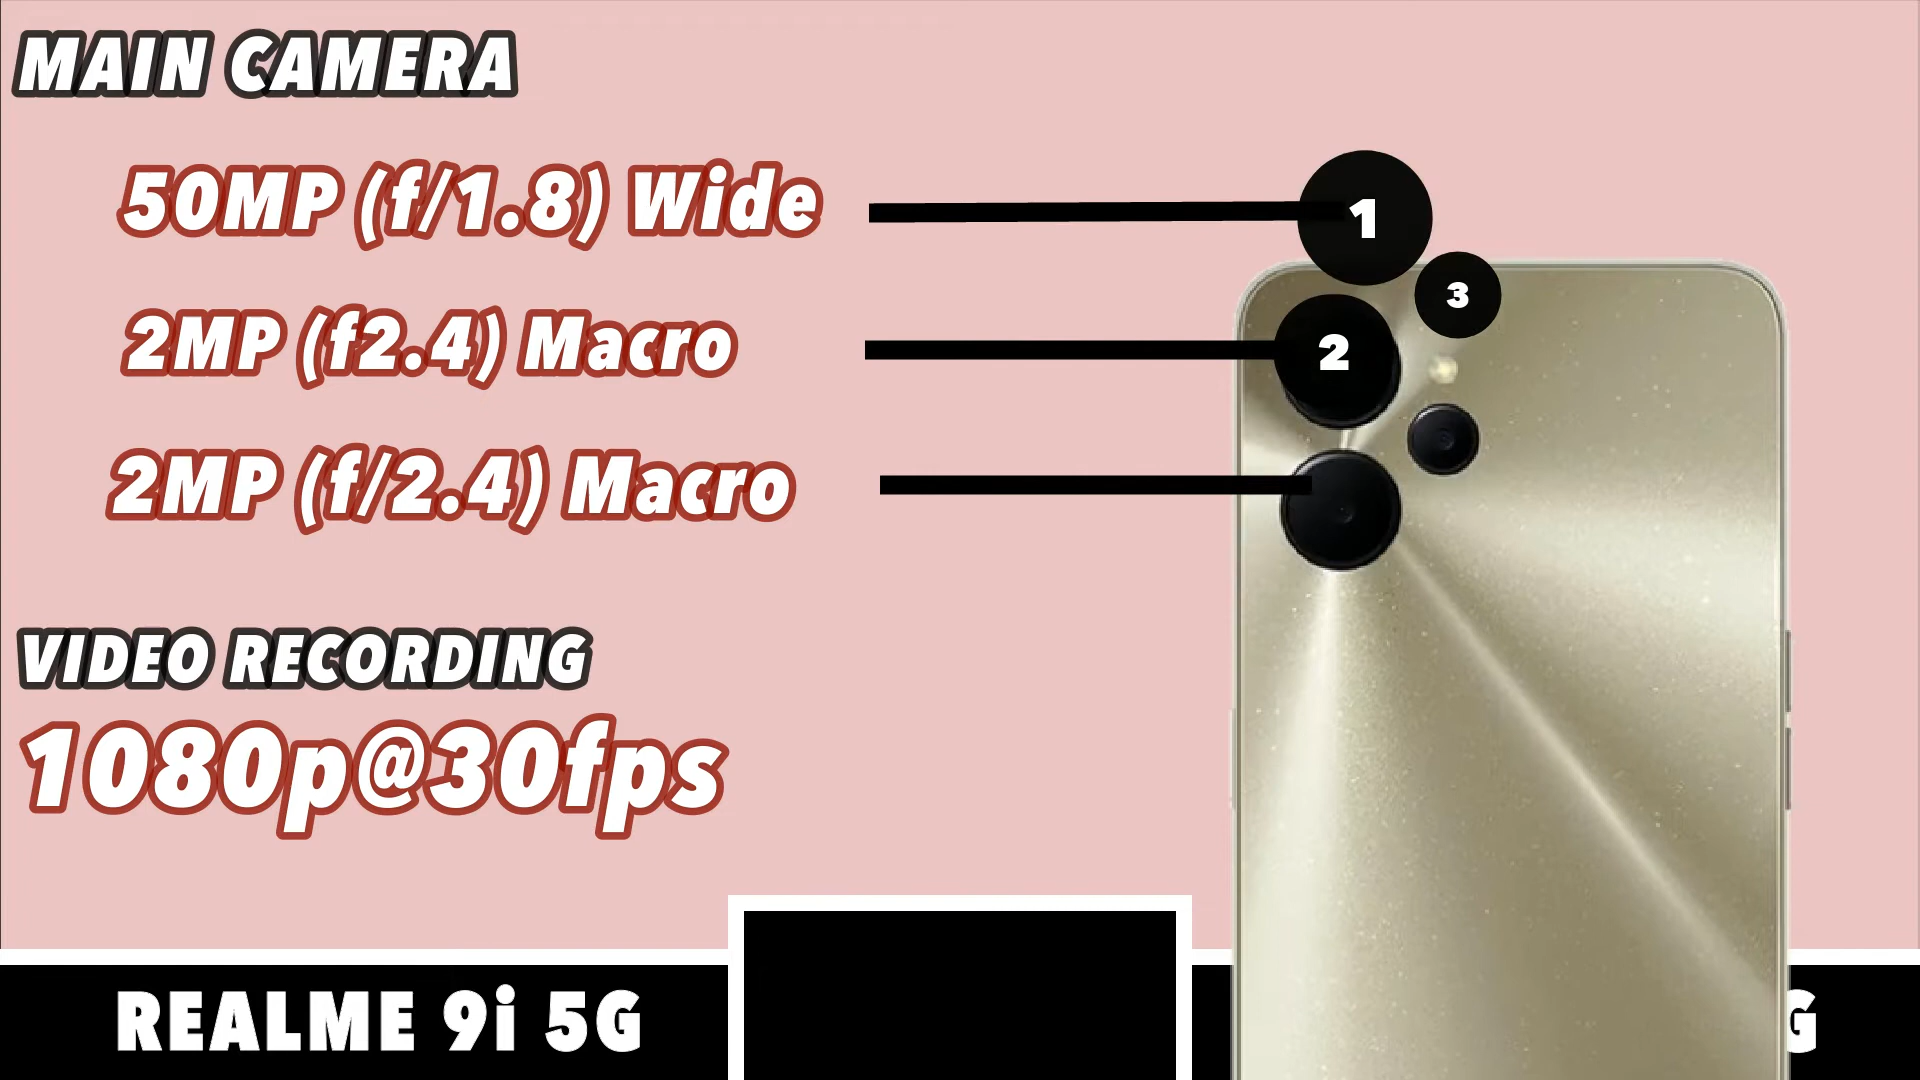 MAIN CAMERA
50MP (f/1.8) Wide
1
3
2MP (f2.4) Macro
2
2MP (f/2.4) Macro
VIDEO RECORDING
1080p@30fps
REALME 9i 5G
G